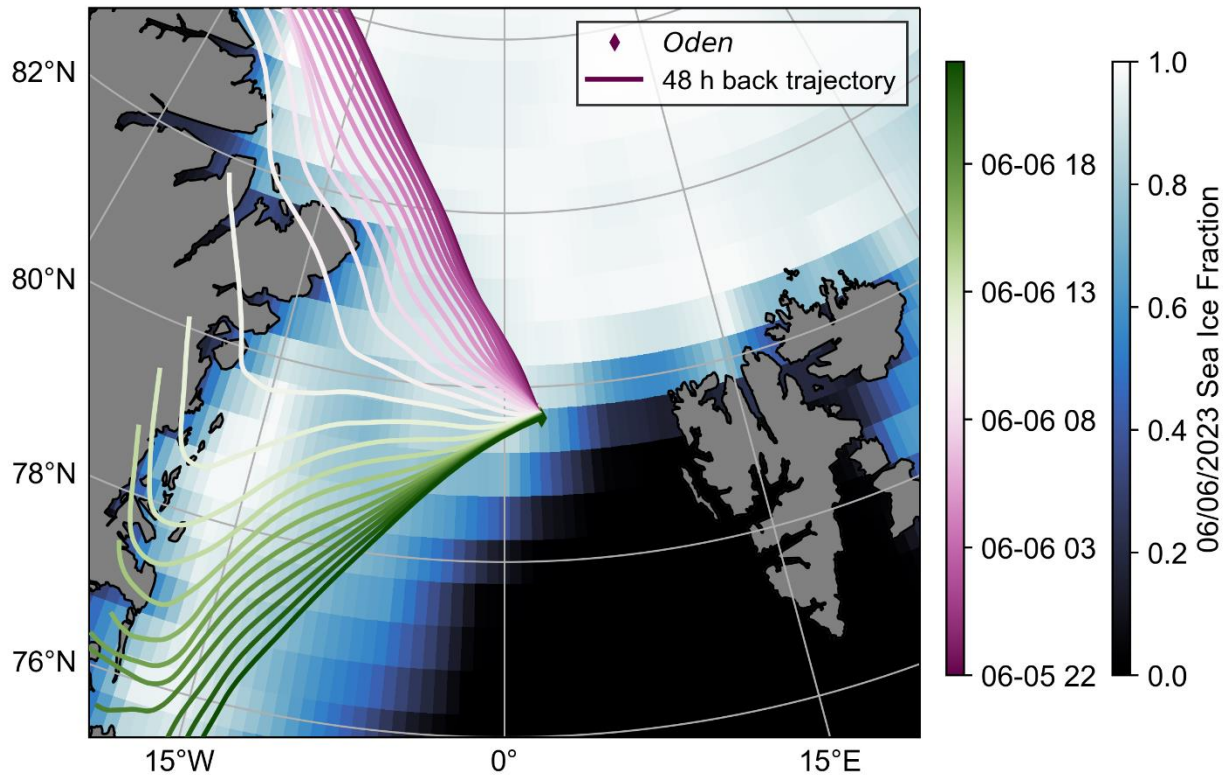 Oden
48 h back trajectory
82°N
80°N
78°N
76°N
15°W
0°
15°E
06-06 18
06-06 13
06-06 08
06-06 03
06-05 22
1.0
0.8
0.6
0.4
0.2
0.0
06/06/2023 Sea Ice Fraction